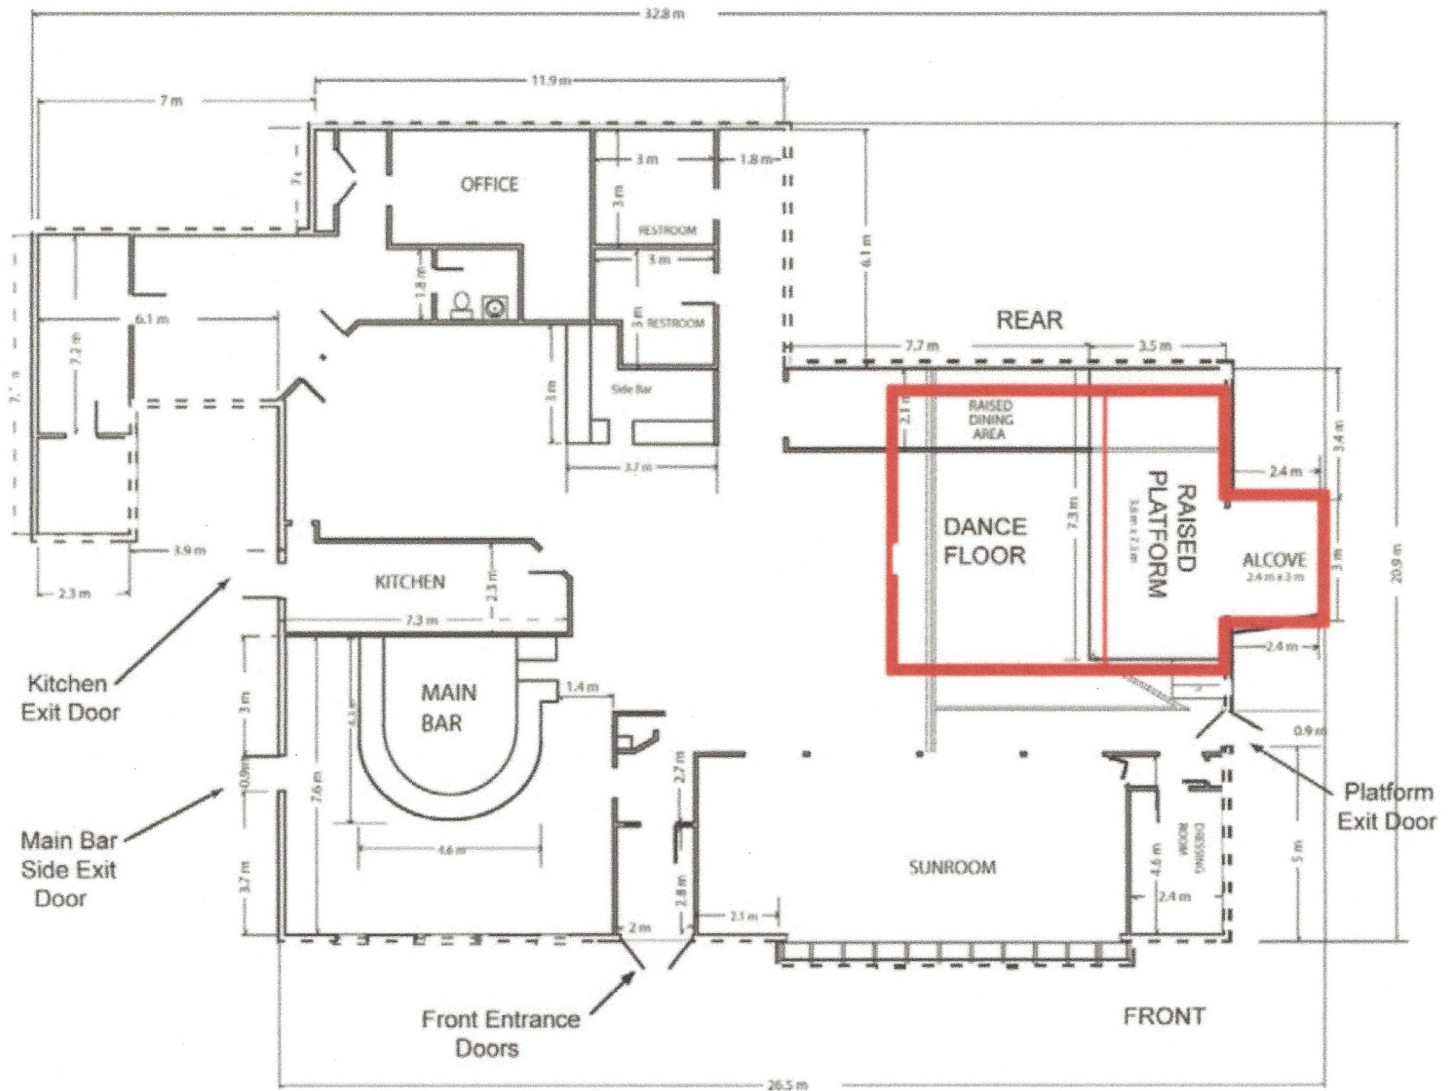 32.8 m
11.9 m
7 m
3 m
1.8 m
OFFICE
3 m
RESTROOM
6.1 m
3 m
1.8 m
3 m
RESTROOM
6.1 m
7.2 m
REAR
7.7 m
3.5 m
Side Bar
3 m
2.1 m
RAISED
DINING
AREA
3.4 m
2.4 m
3.7 m
RAISED
PLATFORM
7.3 m
DANCE
FLOOR
ALCOVE
2.4 m x 3 m
3 m
20.9 m
3.9 m
2.3 m
KITCHEN
2.3 m
7.3 m
2.4 m
Kitchen
Exit Door
3 m
MAIN
BAR
1.4 m
0.9 m
2.7 m
7.6 m
0.9m
Platform
Exit Door
Main Bar
Side Exit
Door
4.6 m
3.7 m
SUNROOM
DRESSING
ROOM
4.6 m
5 m
2.4 m
2.8 m
2.1 m
2 m
Front Entrance
Doors
FRONT
26.5 m